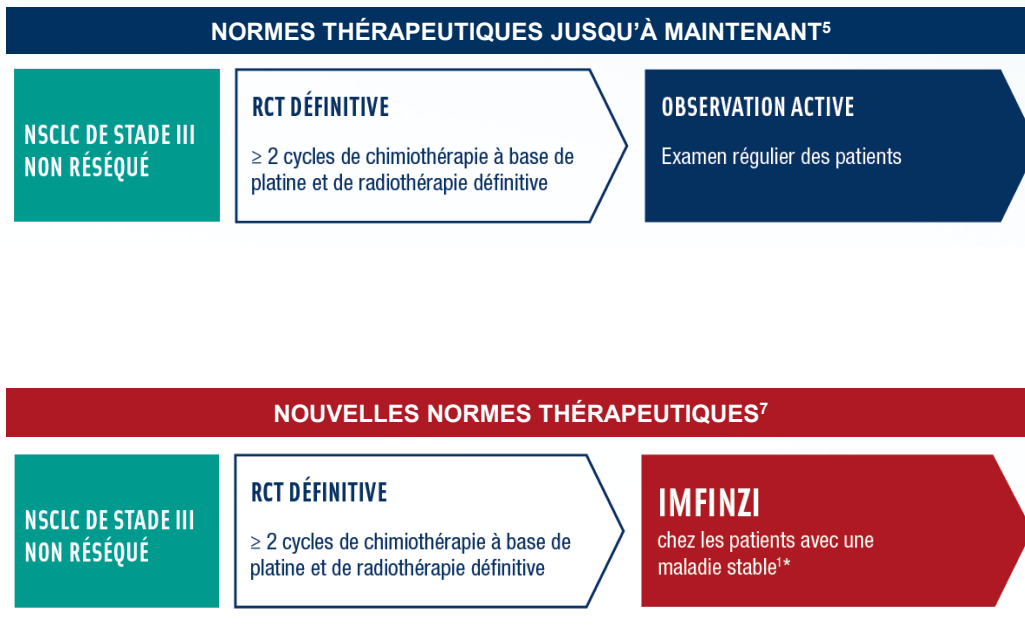 NORMES THÉRAPEUTIQUES JUSQU’À MAINTENANT⁵
NSCLC DE STADE III
NON RÉSÉQUÉ
RCT DÉFINITIVE
≥ 2 cycles de chimiothérapie à base de
platine et de radiothérapie définitive
OBSERVATION ACTIVE
Examen régulier des patients
NOUVELLES NORMES THÉRAPEUTIQUES⁷
NSCLC DE STADE III
NON RÉSÉQUÉ
RCT DÉFINITIVE
≥ 2 cycles de chimiothérapie à base de
platine et de radiothérapie définitive
IMFINZI
chez les patients avec une
maladie stable¹*